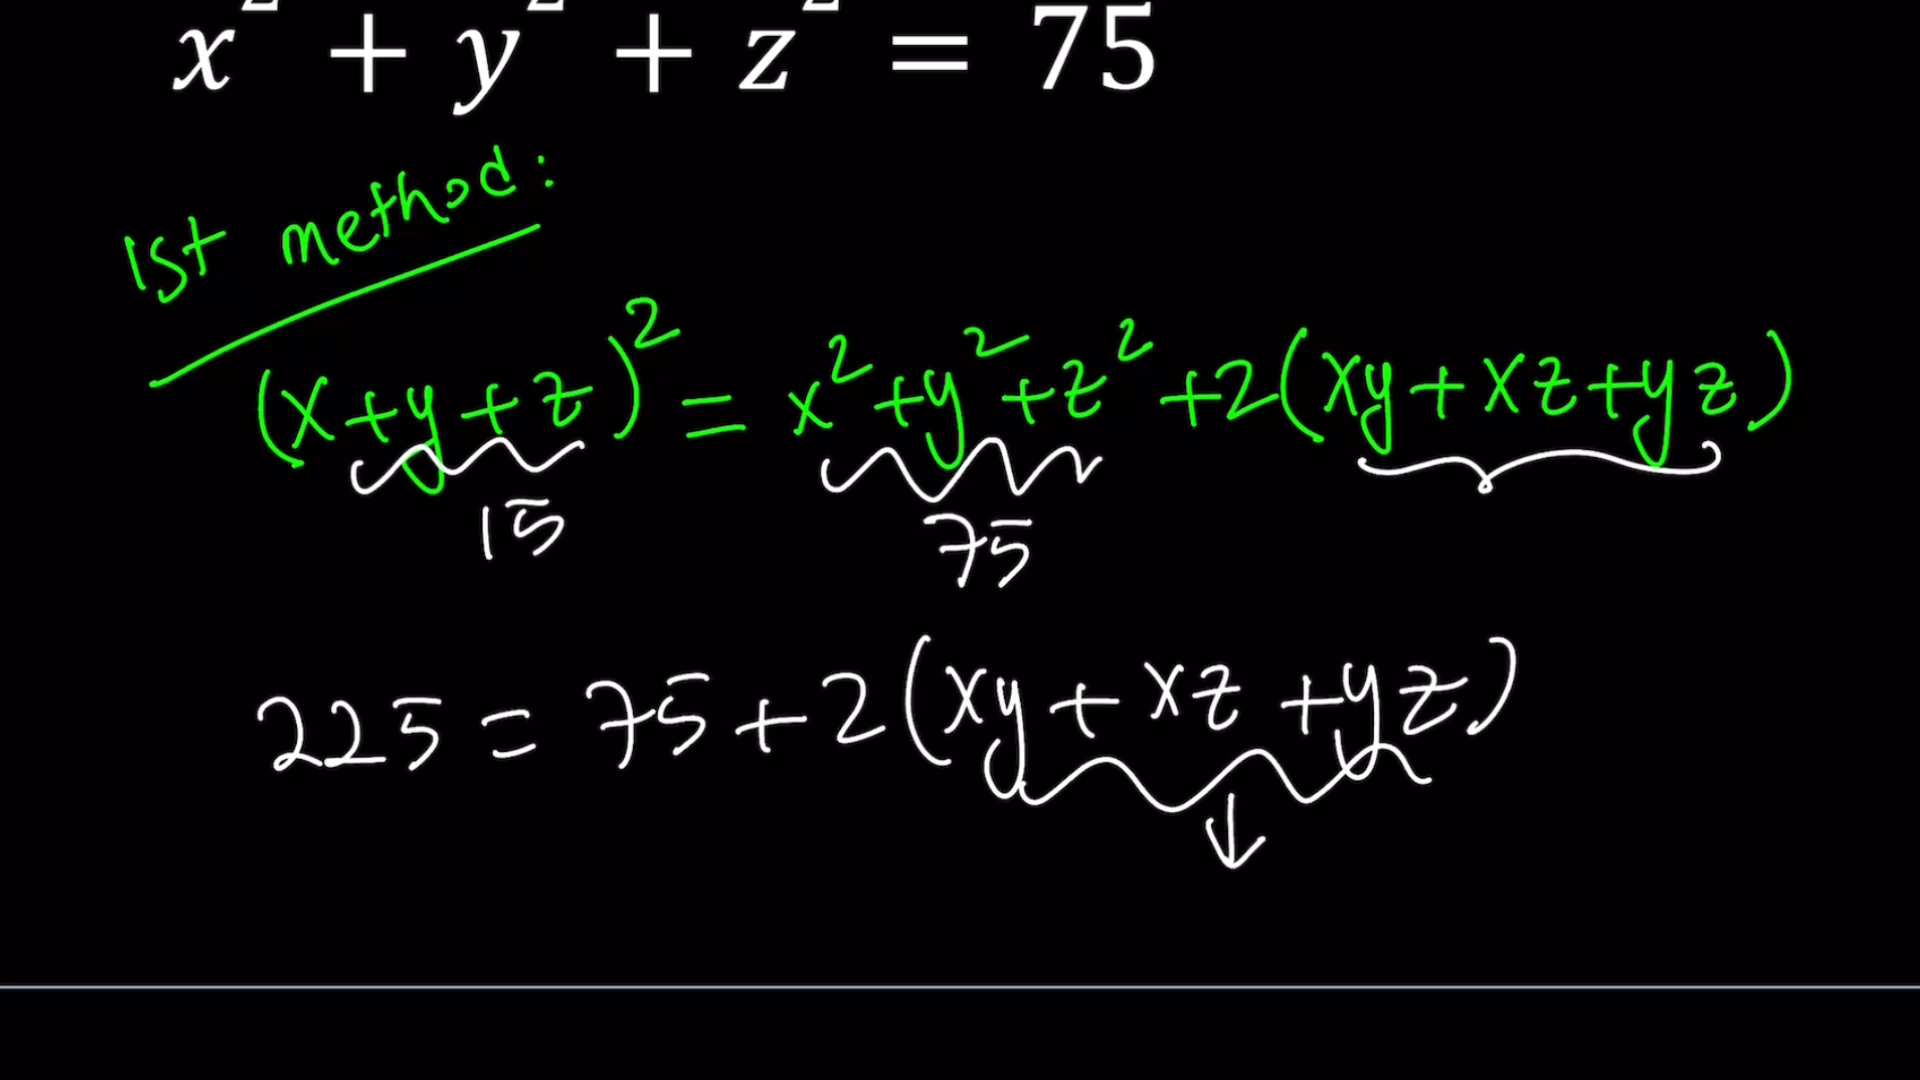 x² + y² + z² = 75
1st method:
(x+y+z)² = x²+y²+z²+2(xy+xz+yz)
15 75
225 = 75+2(xy+xz+yz)